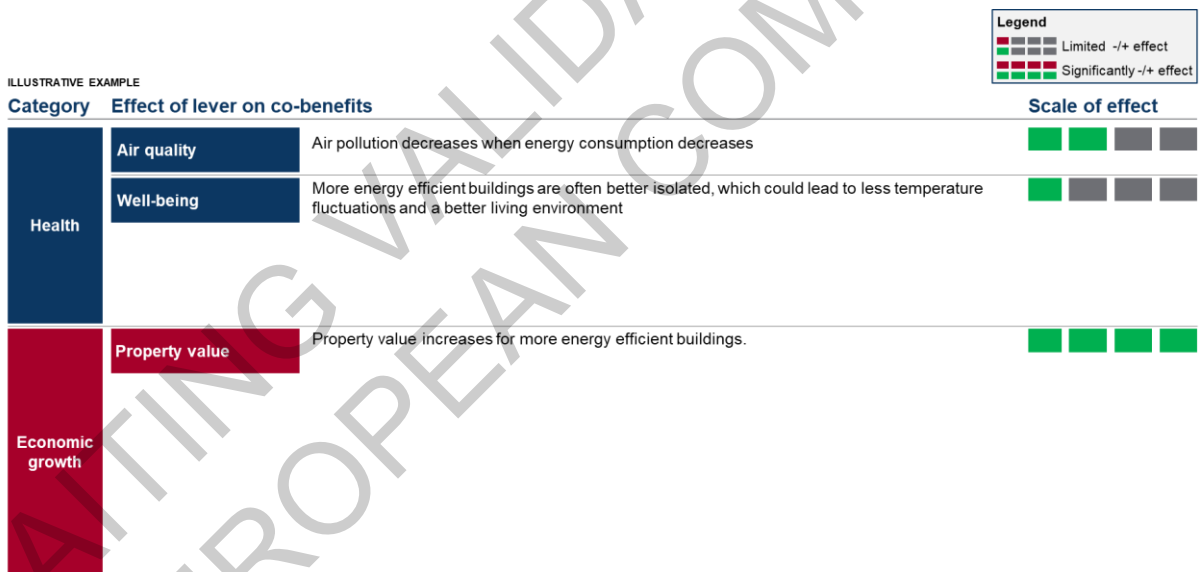 Legend
Limited -/+ effect
Significantly -/+ effect
ILLUSTRATIVE EXAMPLE
Category Effect of lever on co-benefits Scale of effect
Health
Air quality
Air pollution decreases when energy consumption decreases
Well-being
More energy efficient buildings are often better isolated, which could lead to less temperature
fluctuations and a better living environment
Economic
growth
Property value
Property value increases for more energy efficient buildings.